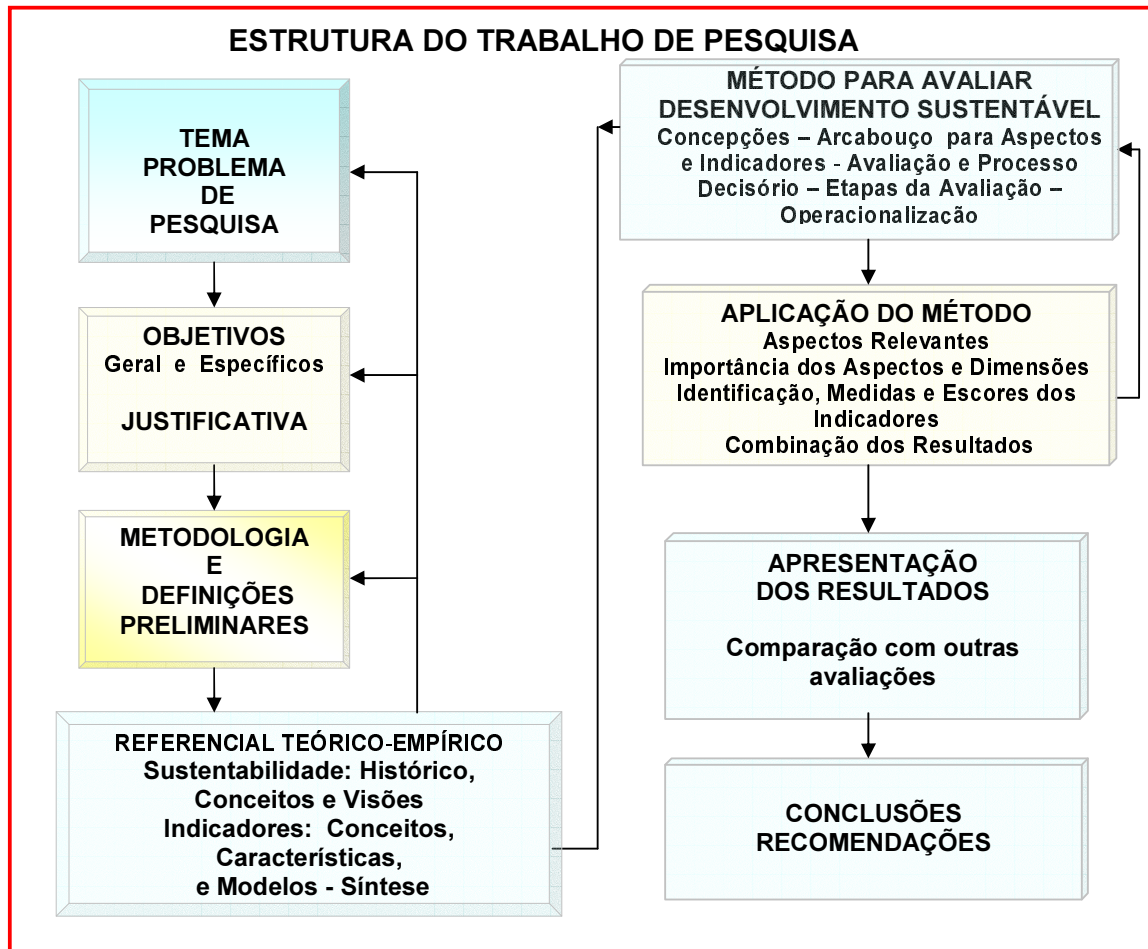 ESTRUTURA DO TRABALHO DE PESQUISA
TEMA
PROBLEMA
DE
PESQUISA
OBJETIVOS
Geral e Específicos
JUSTIFICATIVA
METODOLOGIA
E
DEFINIÇÕES
PRELIMINARES
REFERENCIAL TEÓRICO-EMPÍRICO
Sustentabilidade: Histórico,
Conceitos e Visões
Indicadores: Conceitos,
Característícas,
e Modelos - Síntese
MÉTODO PARA AVALIAR
DESENVOLVIMENTO SUSTENTÁVEL
Concepções – Arcabouço para Aspectos
e Indicadores - Avaliação e Processo
Decisório – Etapas da Avaliação –
Operacionalização
APLICAÇÃO DO MÉTODO
Aspectos Relevantes
Importância dos Aspectos e Dimensões
Identificação, Medidas e Escores dos
Indicadores
Combinação dos Resultados
APRESENTAÇÃO
DOS RESULTADOS
Comparação com outras
avaliações
CONCLUSÕES
RECOMENDAÇÕES